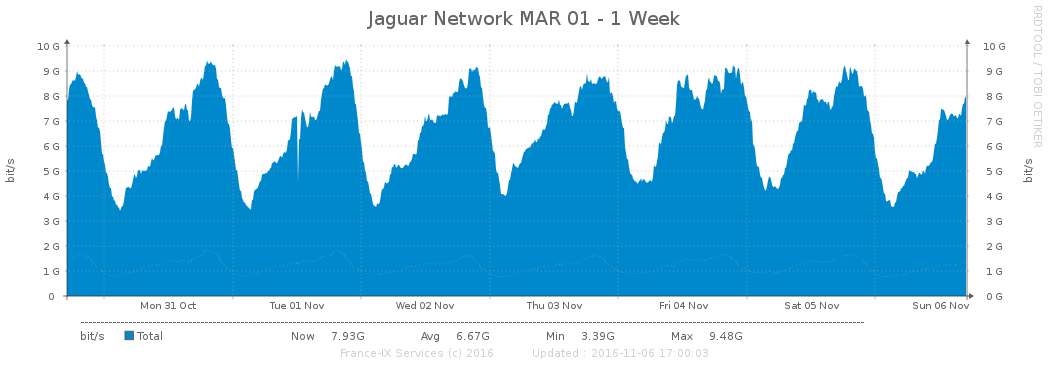 Jaguar Network MAR 01 - 1 Week
RRDTOOL / TOBI OETIKER
bit/s
10 G 10 G
9 G 9 G
8 G 8 G
7 G 7 G
6 G 6 G
5 G 5 G
4 G 4 G
3 G 3 G
2 G 2 G
1 G 1 G
0 0 G
bit/s
Mon 31 Oct Tue 01 Nov Wed 02 Nov Thu 03 Nov Fri 04 Nov Sat 05 Nov Sun 06 Nov
bit/s Total Now 7.93G Avg 6.67G Min 3.39G Max 9.48G
France-IX Services (c) 2016 Updated : 2016-11-06 17:00:03